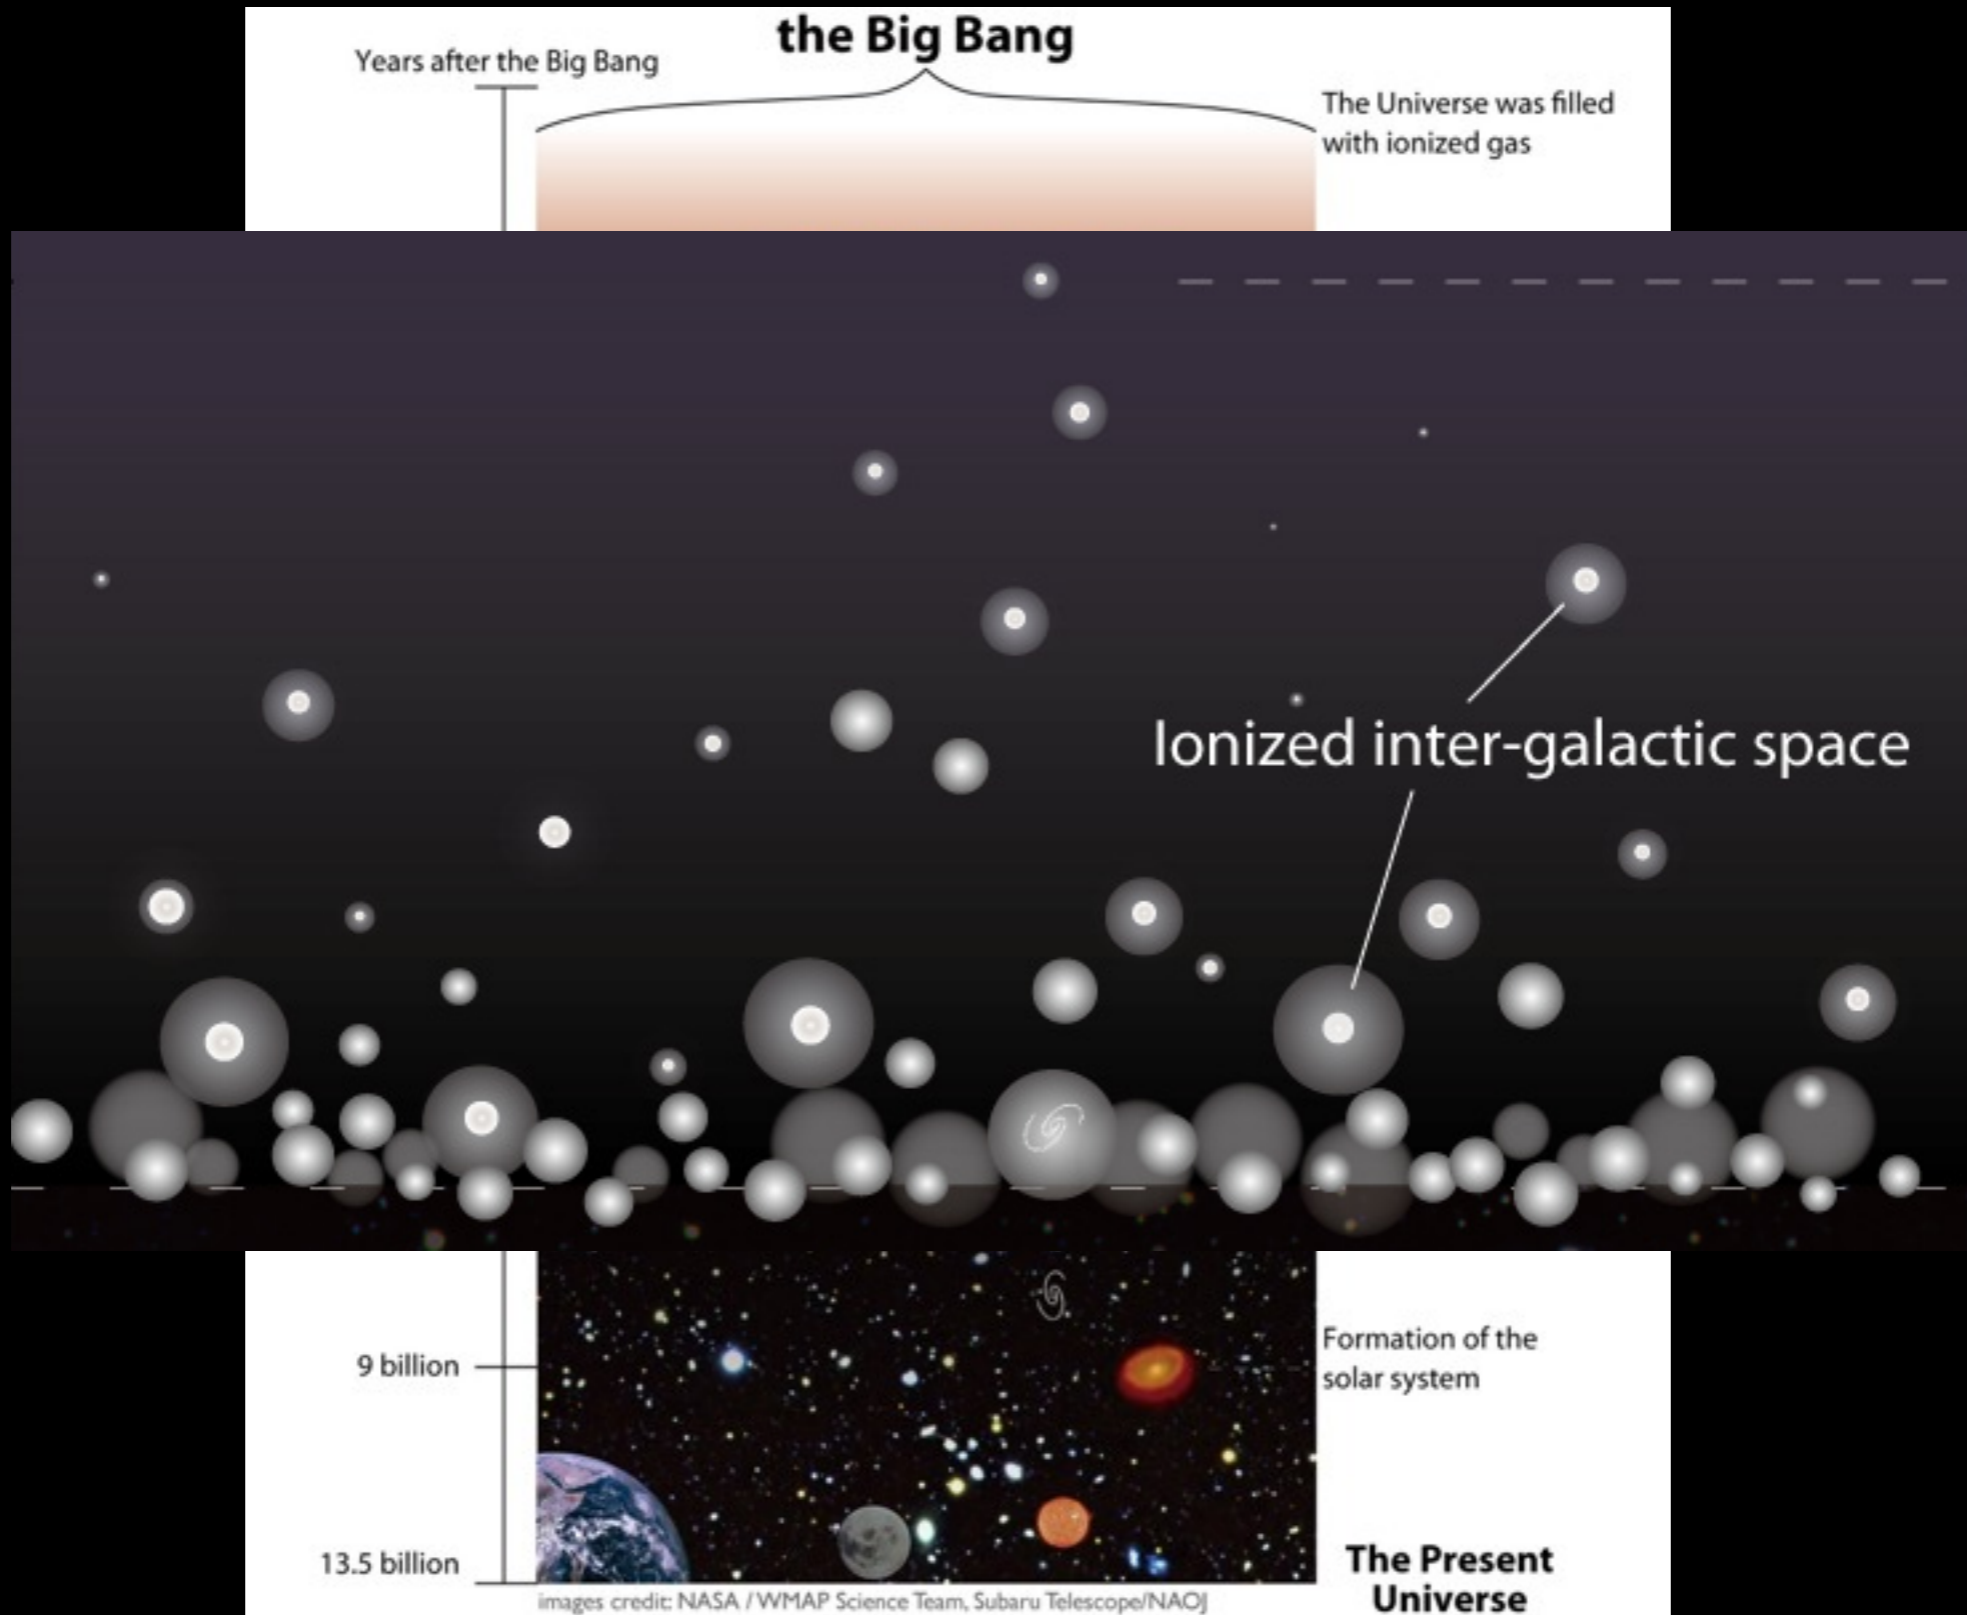 the Big Bang
Years after the Big Bang
The Universe was filled
with ionized gas
Ionized inter-galactic space
Formation of the
solar system
9 billion
13.5 billion
The Present
Universe
images credit: NASA / WMAP Science Team, Subaru Telescope/NAOJ